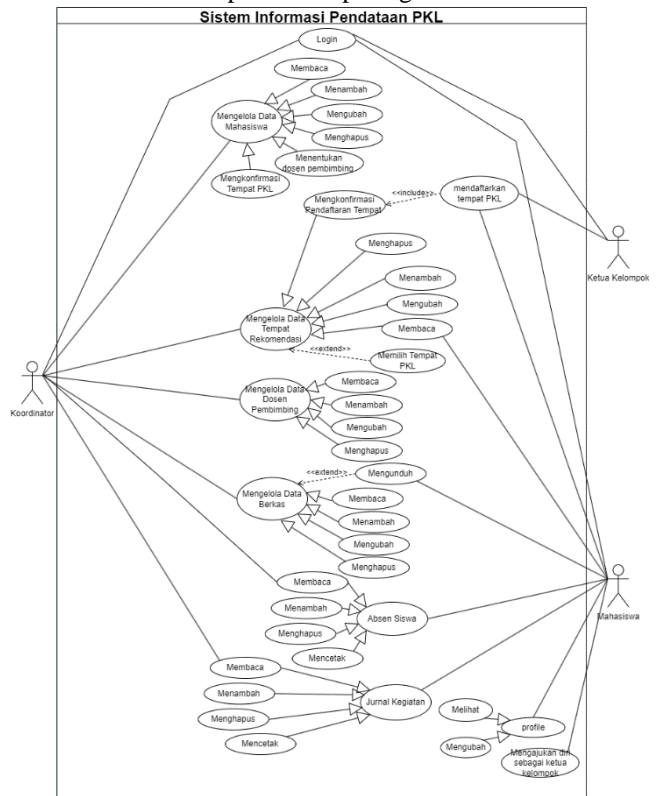 Sistem Informasi Pendataan PKL
Login
Membaca
Menambah
Mengelola Data
Mahasiswa
Mengubah
Menghapus
Menentukan
dosen pembimbing
Mengkonfirmasi
Tempat PKL
Mengkonfirmasi
Pendaftaran Tempat
<<include>>
mendaftarkan
tempat PKL
Ketua Kelompok
Menghapus
Menambah
Mengubah
Mengelola Data
Tempat
Rekomendasi
Membaca
<<extend>>
Memilih Tempat
PKL
Koordinator
Mengelola Data
Dosen
Pembimbing
Membaca
Menambah
Mengubah
Menghapus
<<extend>>
Mengunduh
Mengelola Data
Berkas
Membaca
Menambah
Mengubah
Menghapus
Membaca
Menambah
Absen Siswa
Mahasiswa
Menghapus
Mencetak
Membaca
Menambah
Jurnal Kegiatan
Menghapus
Mencetak
Melihat
profile
Mengubah
Mengajukan diri
sebagai ketua
kelompok